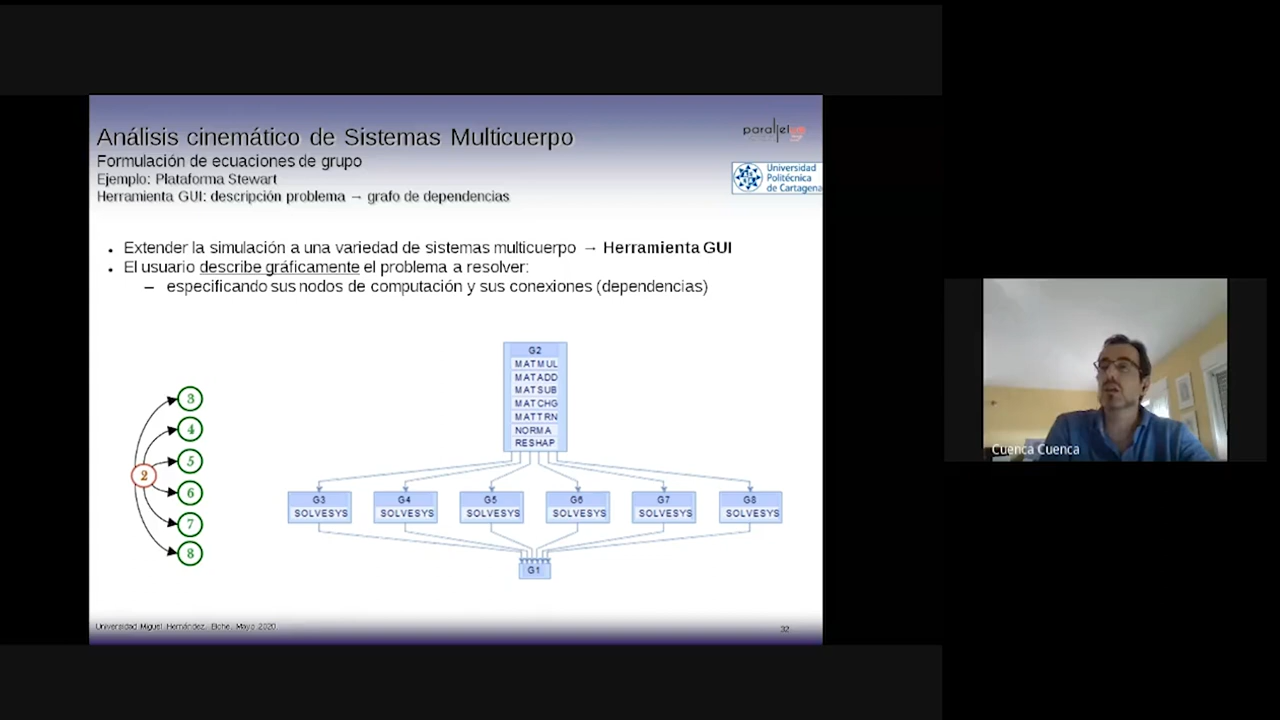 Análisis cinemático de Sistemas Multicuerpo
Formulación de ecuaciones de grupo
Ejemplo: Plataforma Stewart
Herramienta GUI: descripción problema → grafo de dependencias
parallel
Universidad
Politécnica
de Cartagena
• Extender la simulación a una variedad de sistemas multicuerpo → Herramienta GUI
• El usuario describe gráficamente el problema a resolver:
– especificando sus nodos de computación y sus conexiones (dependencias)
2
3
4
5
6
7
8
G2
MATMUL
MATADD
MATSUB
MATCHG
MATTRN
NORMA
RESHAP
G3
SOLVESYS
G4
SOLVESYS
G5
SOLVESYS
G6
SOLVESYS
G7
SOLVESYS
G8
SOLVESYS
G1
Universidad Miguel Hernández. Elche. Mayo 2020.
32
Cuenca Cuenca